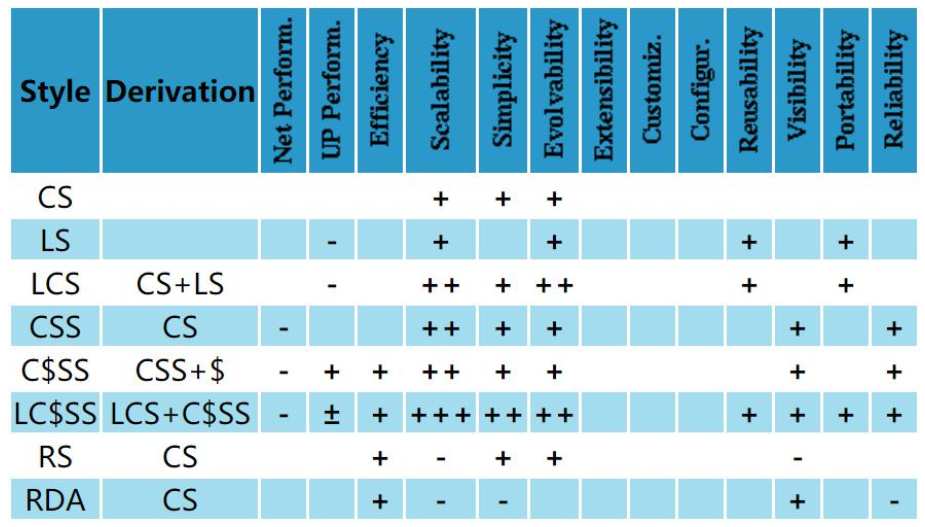 Style Derivation Net Perform. UP Perform. Efficiency Scalability Simplicity Evolvability Extensibility Customiz. Configur. Reusability Visibility Portability Reliability
CS + + +
LS - + + + +
LCS CS+LS - ++ + ++ + +
CSS CS - ++ + + + +
C$SS CSS+$ - + + ++ + + + +
LC$SS LCS+C$SS - ± + +++ ++ ++ + + + +
RS CS + - + + -
RDA CS + - - + -